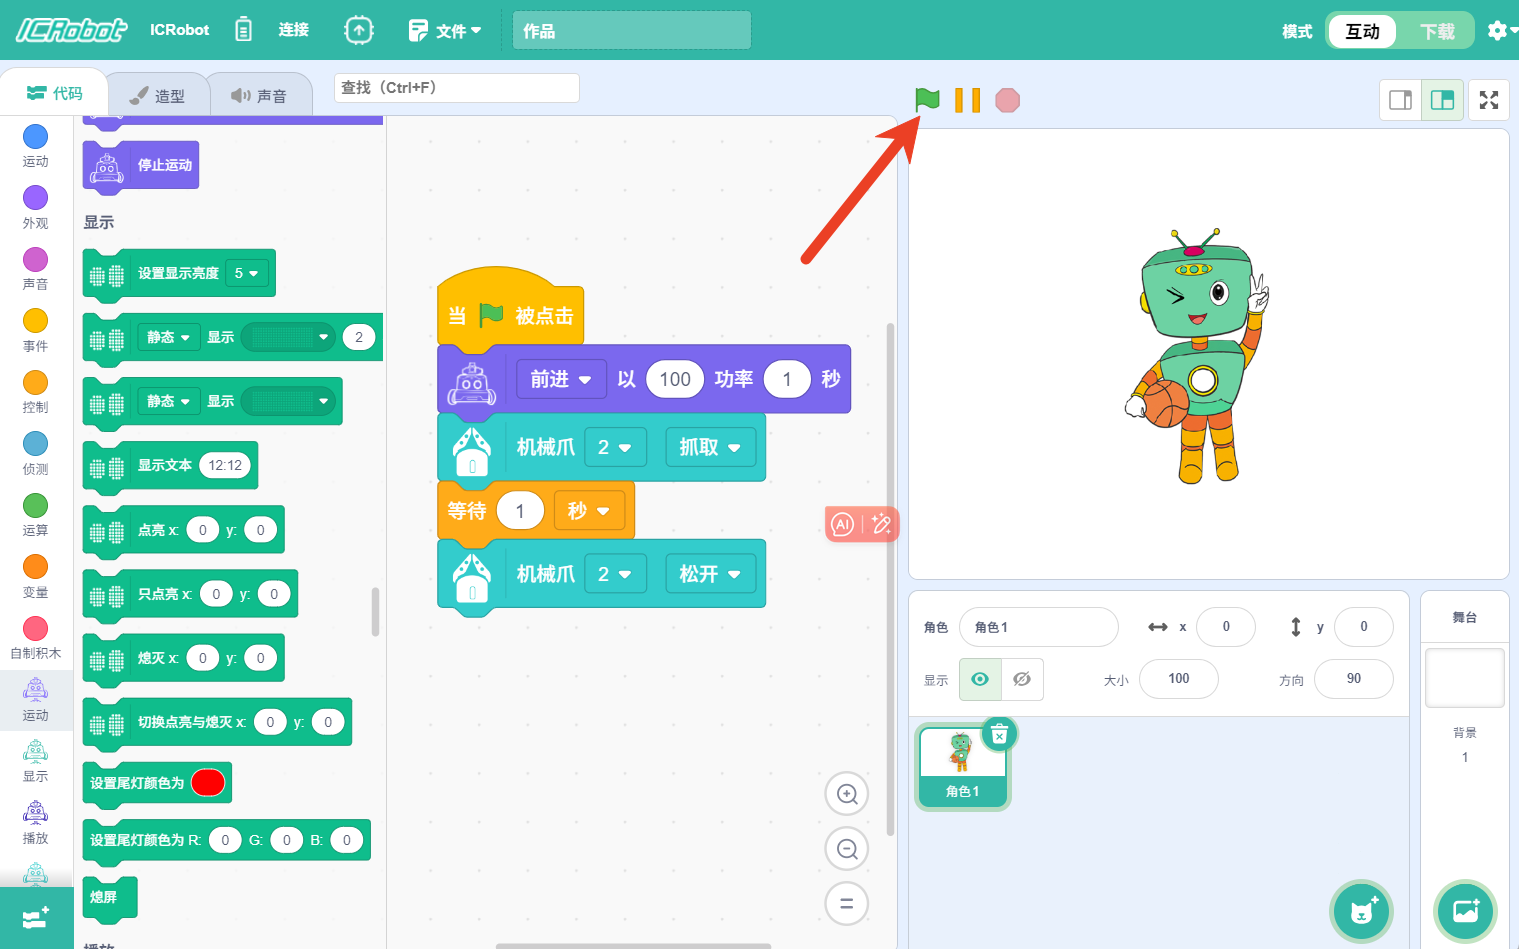 ICRobot ICRobot 连接 文件 作品 模式 互动 下载
代码 造型 声音 查找（Ctrl+F）
运动
外观
声音
事件
控制
侦测
运算
变量
自制积木
运动
显示
播放
停止运动
显示
设置显示亮度 5
静态 显示 2
静态 显示
显示文本 12:12
点亮 x: 0 y: 0
只点亮 x: 0 y: 0
熄灭 x: 0 y: 0
切换点亮与熄灭 x: 0 y: 0
设置尾灯颜色为
设置尾灯颜色为 R: 0 G: 0 B: 0
熄屏
当 被点击
前进 以 100 功率 1 秒
机械爪 2 抓取
等待 1 秒
机械爪 2 松开
AI
角色 角色1 x 0 y 0
显示 大小 100 方向 90
角色1
舞台
背景
1